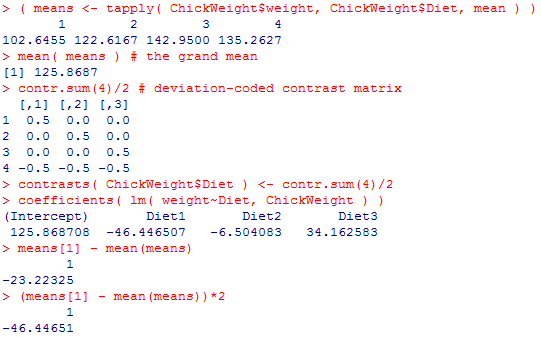 > ( means <- tapply( ChickWeight$weight, ChickWeight$Diet, mean ) )
       1        2        3        4
102.6455 122.6167 142.9500 135.2627
> mean( means ) # the grand mean
[1] 125.8687
> contr.sum(4)/2 # deviation-coded contrast matrix
  [,1] [,2] [,3]
1  0.5  0.0  0.0
2  0.0  0.5  0.0
3  0.0  0.0  0.5
4 -0.5 -0.5 -0.5
> contrasts( ChickWeight$Diet ) <- contr.sum(4)/2
> coefficients( lm( weight~Diet, ChickWeight ) )
(Intercept)       Diet1       Diet2       Diet3
 125.868708  -46.446507   -6.504083   34.162583
> means[1] - mean(means)
        1
-23.22325
> (means[1] - mean(means))*2
        1
-46.44651